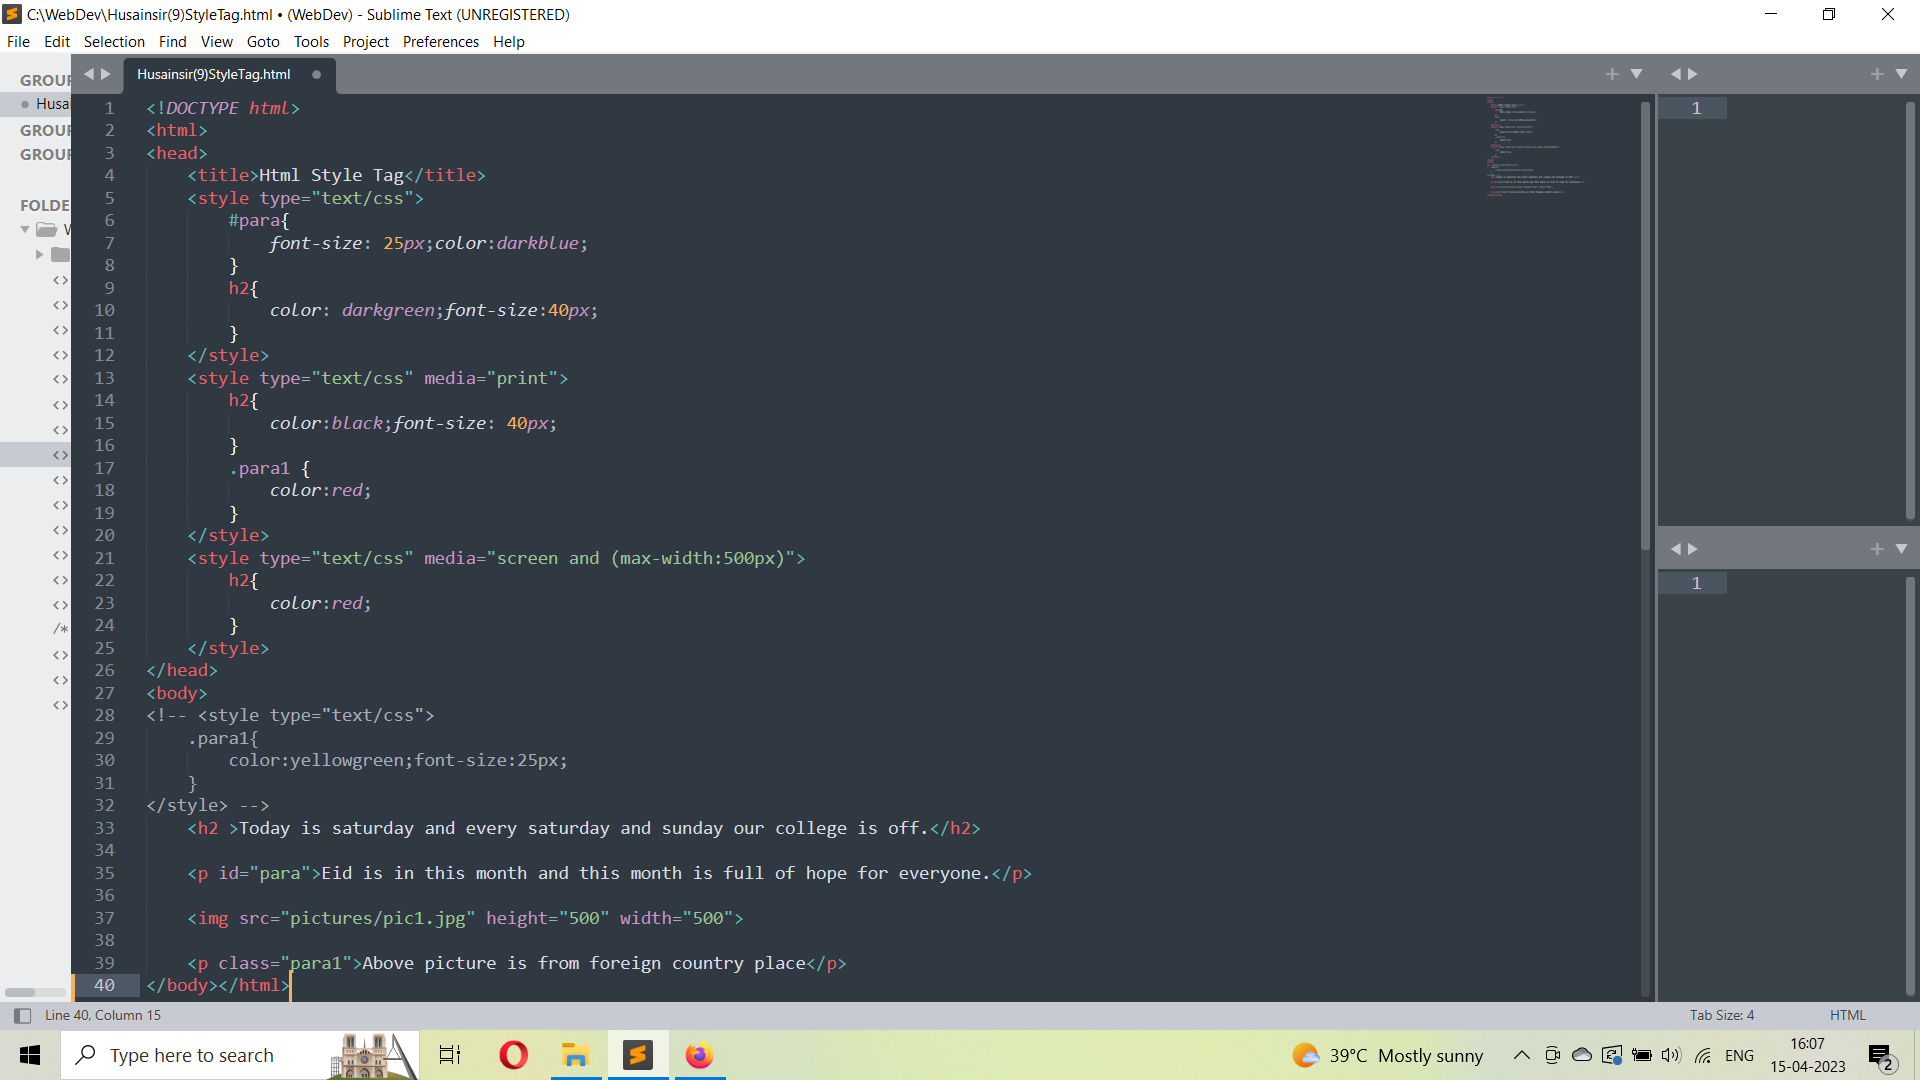 C:\WebDev\Husainsir(9)StyleTag.html • (WebDev) - Sublime Text (UNREGISTERED)
File Edit Selection Find View Goto Tools Project Preferences Help
GROUP
Husai
GROUP
GROUP
FOLDE
W
/*
Husainsir(9)StyleTag.html
1 <!DOCTYPE html>
2 <html>
3 <head>
4 <title>Html Style Tag</title>
5 <style type="text/css">
6 #para{
7 font-size: 25px;color:darkblue;
8 }
9 h2{
10 color: darkgreen;font-size:40px;
11 }
12 </style>
13 <style type="text/css" media="print">
14 h2{
15 color:black;font-size: 40px;
16 }
17 .para1 {
18 color:red;
19 }
20 </style>
21 <style type="text/css" media="screen and (max-width:500px)">
22 h2{
23 color:red;
24 }
25 </style>
26 </head>
27 <body>
28 <!-- <style type="text/css">
29 .para1{
30 color:yellowgreen;font-size:25px;
31 }
32 </style> -->
33 <h2 >Today is saturday and every saturday and sunday our college is off.</h2>
34
35 <p id="para">Eid is in this month and this month is full of hope for everyone.</p>
36
37 <img src="pictures/pic1.jpg" height="500" width="500">
38
39 <p class="para1">Above picture is from foreign country place</p>
40 </body></html>
1
1
Line 40, Column 15
Tab Size: 4
HTML
Type here to search
39°C Mostly sunny
ENG
16:07
15-04-2023
2